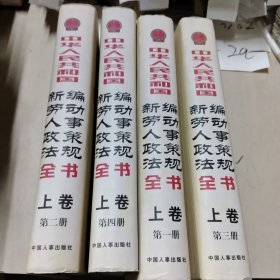 中华人民共和国
新编
劳动
人事
政策
法规
全书
上卷
第二册
中国人事出版社
中华人民共和国
新编
劳动
人事
政策
法规
全书
上卷
第四册
中国人事出版社
中华人民共和国
新编
劳动
人事
政策
法规
全书
上卷
第一册
中国人事出版社
中华人民共和国
新编
劳动
人事
政策
法规
全书
上卷
第三册
中国人事出版社